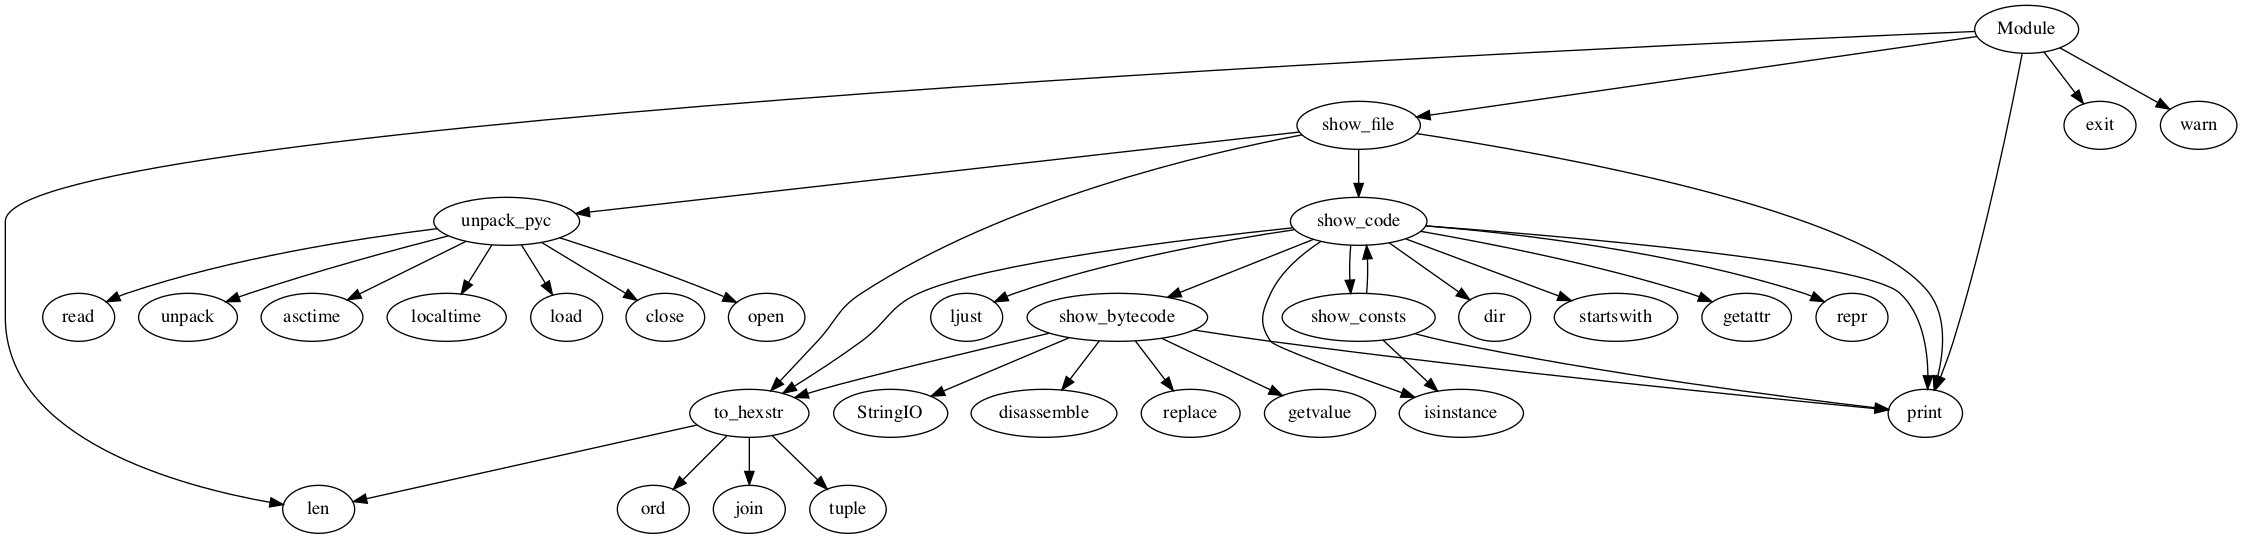 Module
show_file
exit
warn
unpack_pyc
show_code
read
unpack
asctime
localtime
load
close
open
ljust
show_bytecode
show_consts
dir
startswith
getattr
repr
to_hexstr
StringIO
disassemble
replace
getvalue
isinstance
print
len
ord
join
tuple